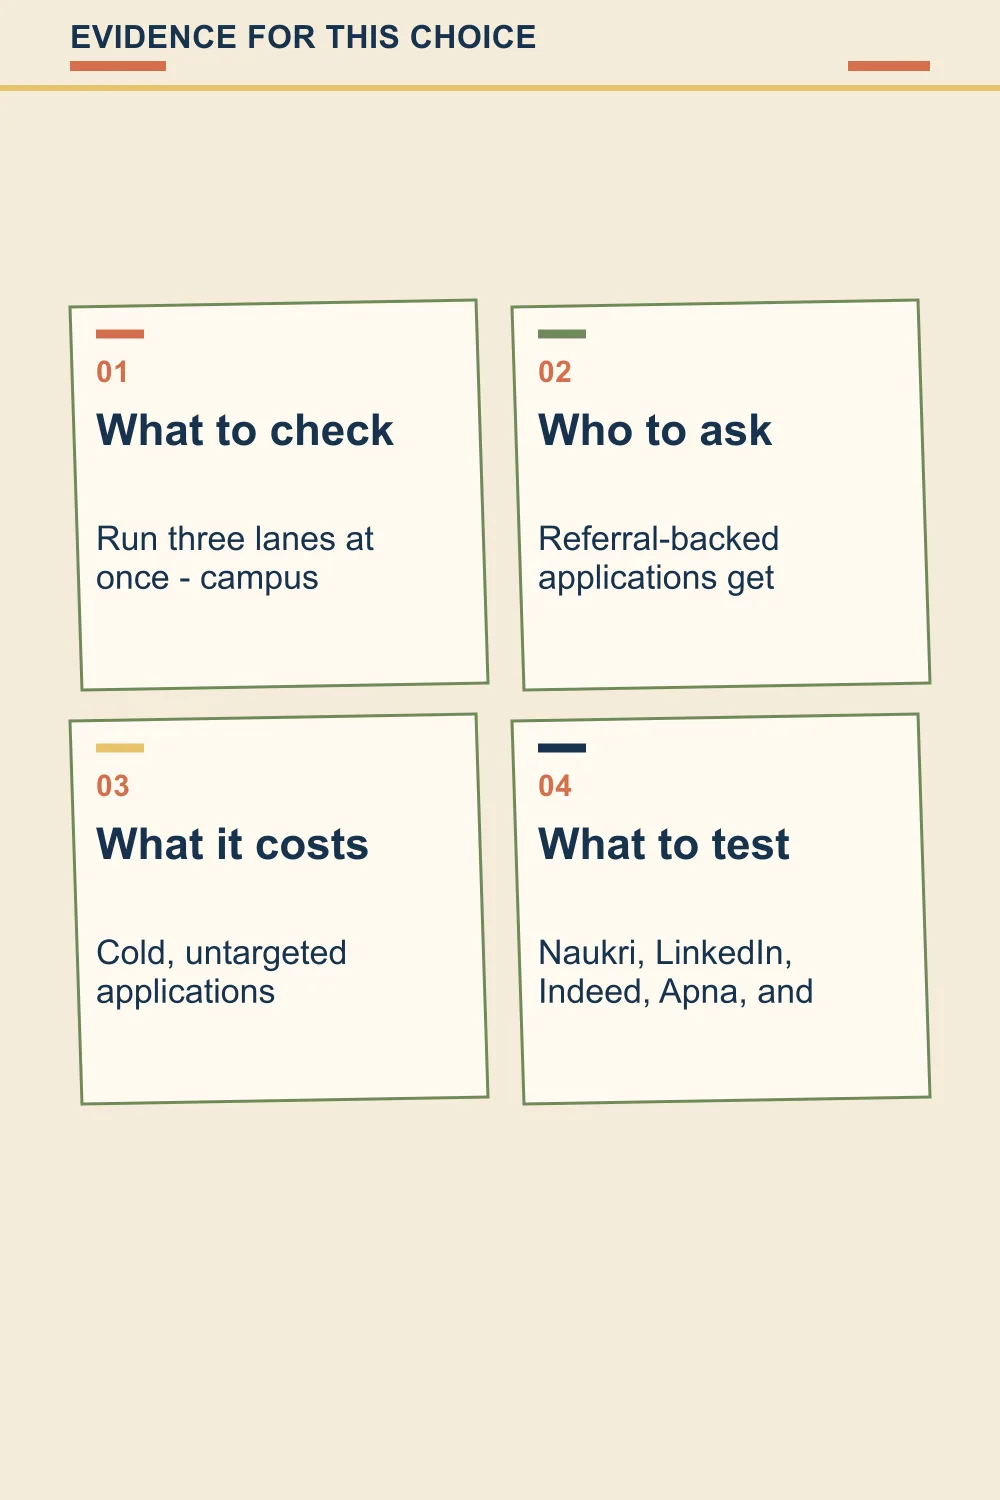 EVIDENCE FOR THIS CHOICE
01
What to check
Run three lanes at
once - campus
02
Who to ask
Referral-backed
applications get
03
What it costs
Cold, untargeted
applications
04
What to test
Naukri, LinkedIn,
Indeed, Apna, and